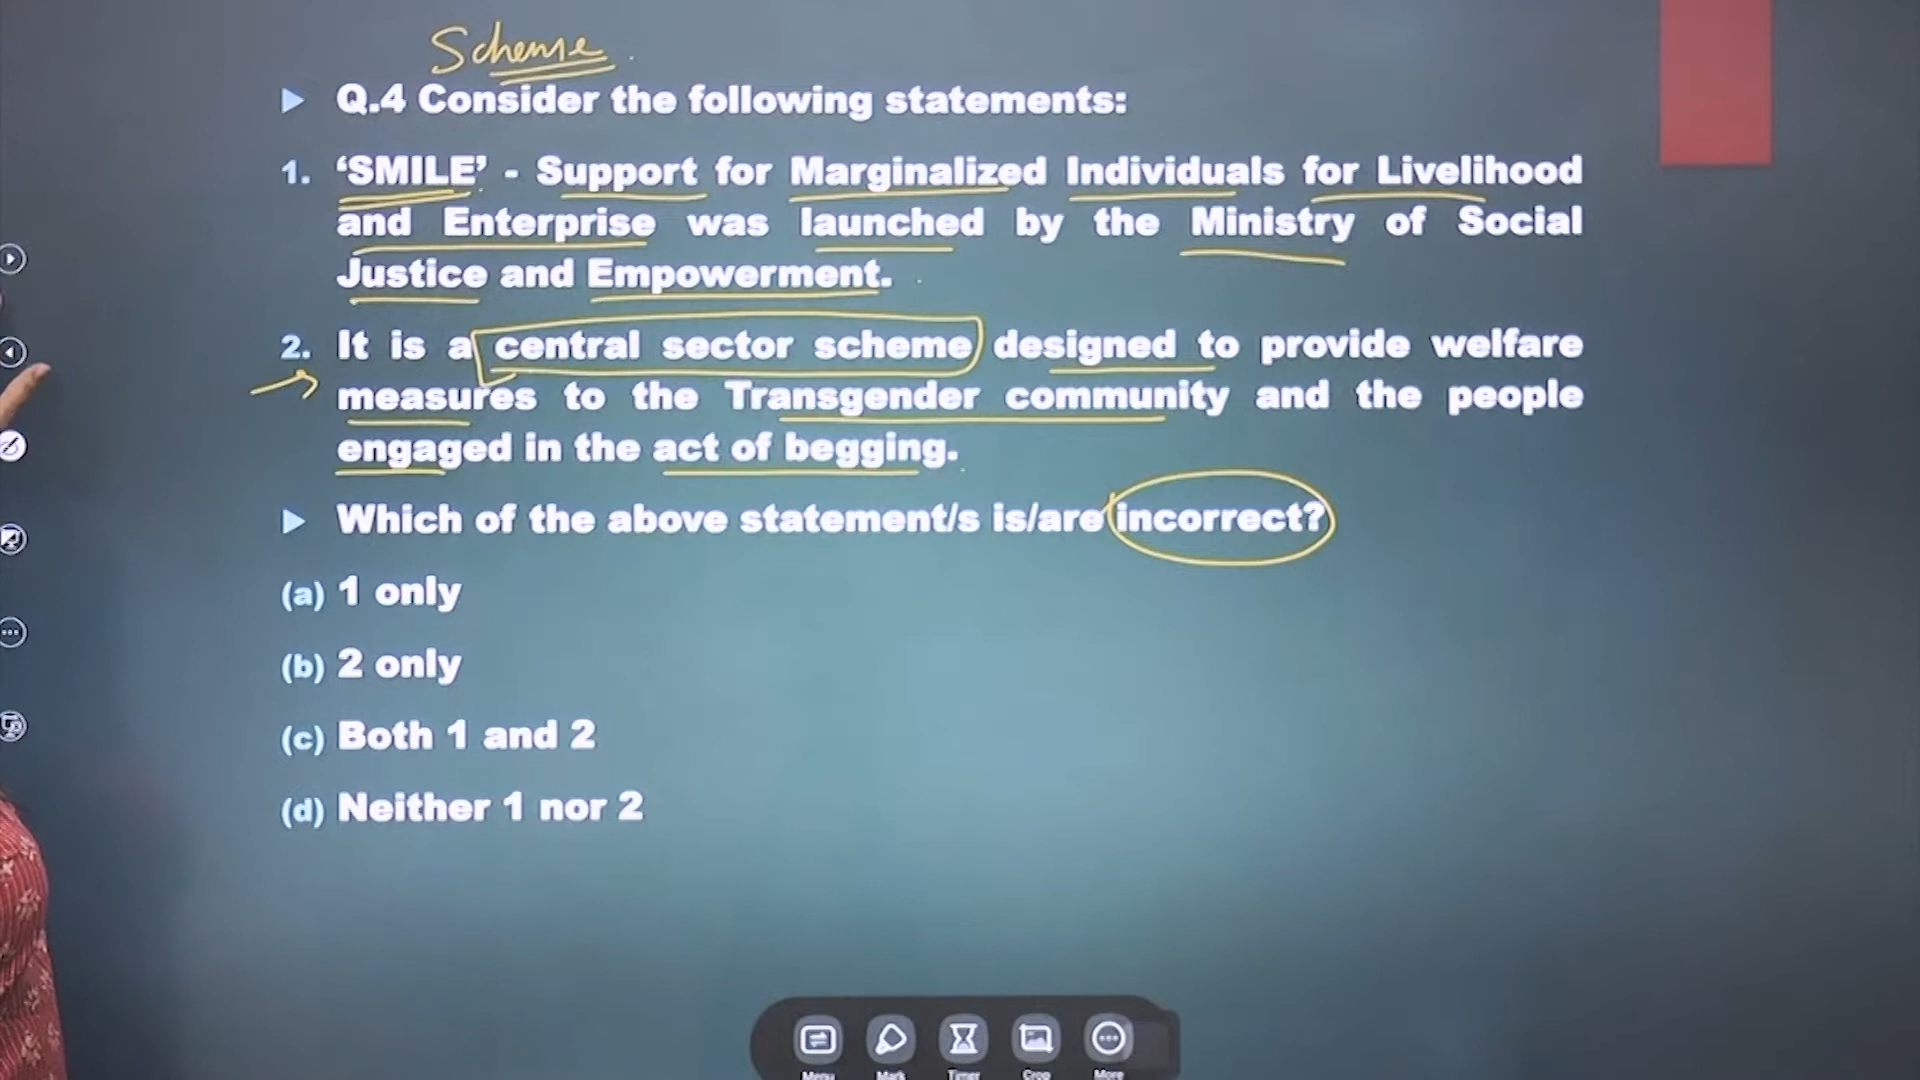 Scheme
Q.4 Consider the following statements:
1. ‘SMILE’ - Support for Marginalized Individuals for Livelihood
and Enterprise was launched by the Ministry of Social
Justice and Empowerment.
2. It is a central sector scheme designed to provide welfare
measures to the Transgender community and the people
engaged in the act of begging.
Which of the above statement/s is/are incorrect?
(a) 1 only
(b) 2 only
(c) Both 1 and 2
(d) Neither 1 nor 2
Menu Mark Timer Crop More